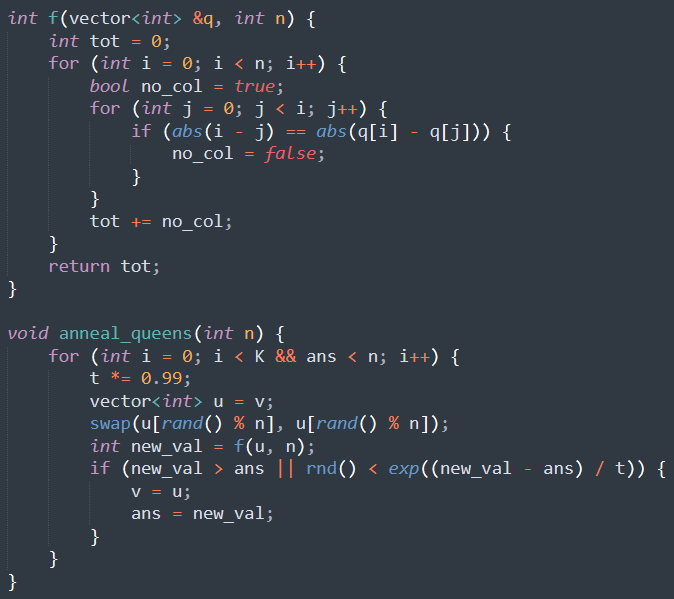 int f(vector<int> &q, int n) {
    int tot = 0;
    for (int i = 0; i < n; i++) {
        bool no_col = true;
        for (int j = 0; j < i; j++) {
            if (abs(i - j) == abs(q[i] - q[j])) {
                no_col = false;
            }
        }
        tot += no_col;
    }
    return tot;
}

void anneal_queens(int n) {
    for (int i = 0; i < K && ans < n; i++) {
        t *= 0.99;
        vector<int> u = v;
        swap(u[rand() % n], u[rand() % n]);
        int new_val = f(u, n);
        if (new_val > ans || rnd() < exp((new_val - ans) / t)) {
            v = u;
            ans = new_val;
        }
    }
}